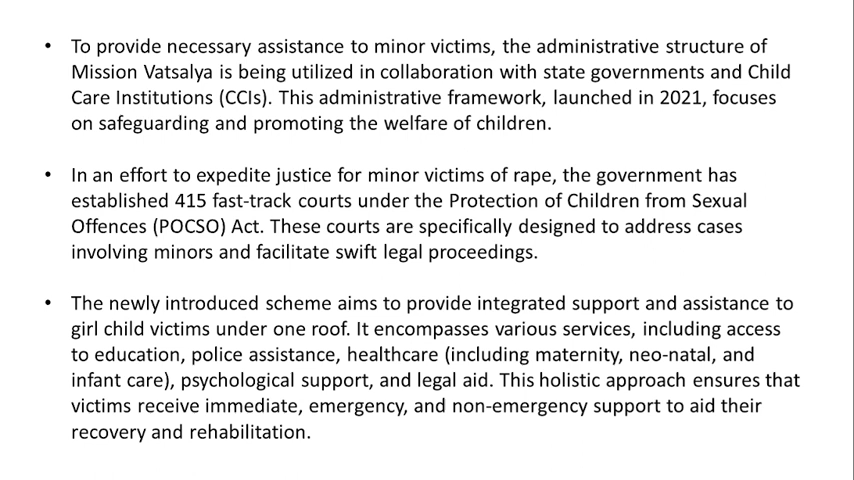 • To provide necessary assistance to minor victims, the administrative structure of
Mission Vatsalya is being utilized in collaboration with state governments and Child
Care Institutions (CCIs). This administrative framework, launched in 2021, focuses
on safeguarding and promoting the welfare of children.
• In an effort to expedite justice for minor victims of rape, the government has
established 415 fast-track courts under the Protection of Children from Sexual
Offences (POCSO) Act. These courts are specifically designed to address cases
involving minors and facilitate swift legal proceedings.
• The newly introduced scheme aims to provide integrated support and assistance to
girl child victims under one roof. It encompasses various services, including access
to education, police assistance, healthcare (including maternity, neo-natal, and
infant care), psychological support, and legal aid. This holistic approach ensures that
victims receive immediate, emergency, and non-emergency support to aid their
recovery and rehabilitation.